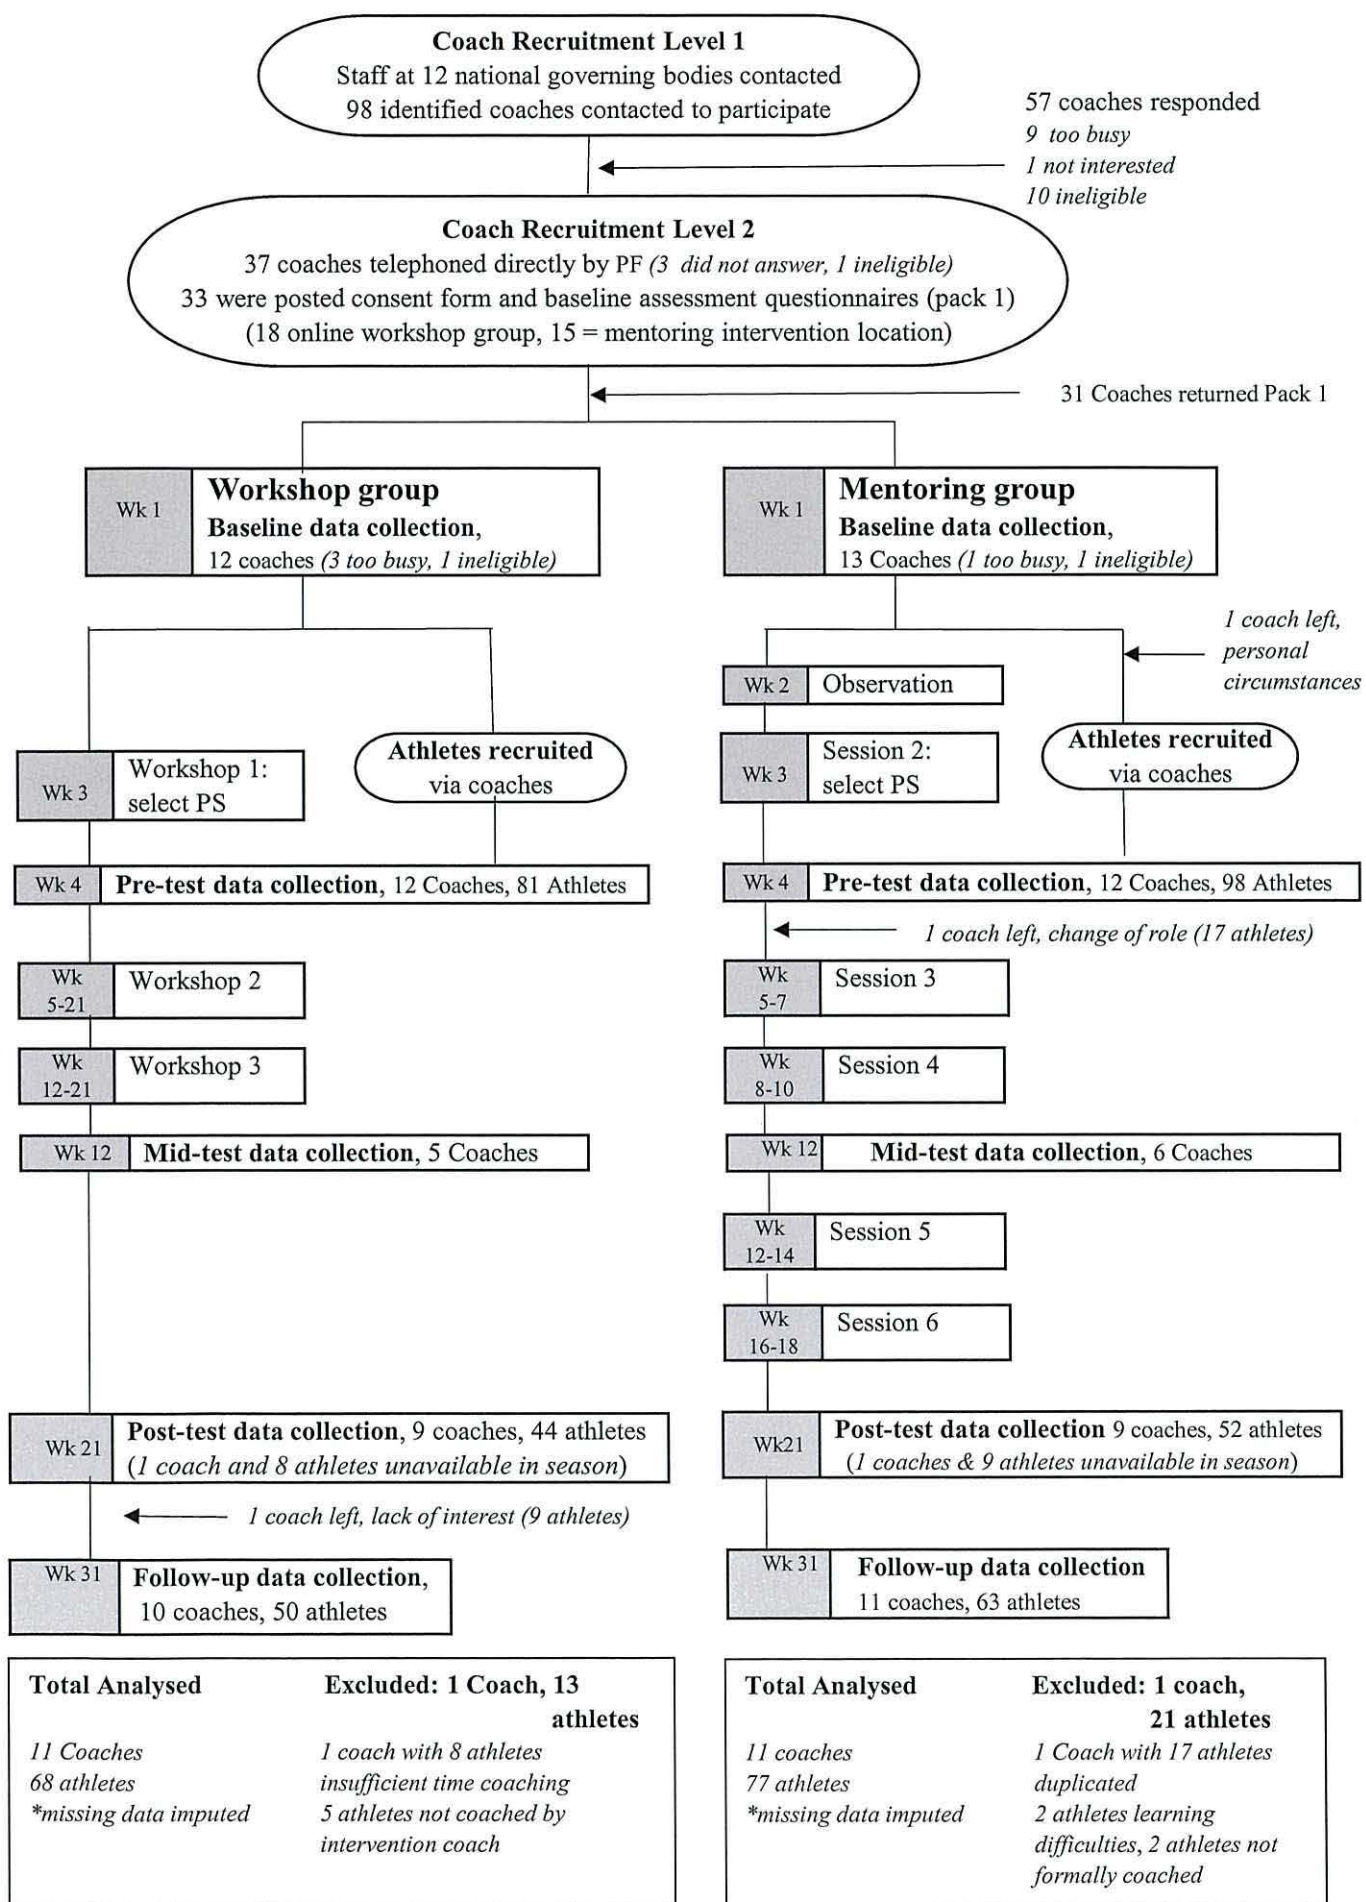 Coach Recruitment Level 1
Staff at 12 national governing bodies contacted
98 identified coaches contacted to participate
57 coaches responded
9 too busy
1 not interested
10 ineligible
Coach Recruitment Level 2
37 coaches telephoned directly by PF (3 did not answer, 1 ineligible)
33 were posted consent form and baseline assessment questionnaires (pack 1)
(18 online workshop group, 15 = mentoring intervention location)
31 Coaches returned Pack 1
Wk 1
Workshop group
Baseline data collection,
12 coaches (3 too busy, 1 ineligible)
Wk 1
Mentoring group
Baseline data collection,
13 Coaches (1 too busy, 1 ineligible)
1 coach left,
personal
circumstances
Wk 2
Observation
Wk 3
Workshop 1:
select PS
Athletes recruited
via coaches
Wk 3
Session 2:
select PS
Athletes recruited
via coaches
Wk 4
Pre-test data collection, 12 Coaches, 81 Athletes
Wk 4
Pre-test data collection, 12 Coaches, 98 Athletes
1 coach left, change of role (17 athletes)
Wk
5-21
Workshop 2
Wk
5-7
Session 3
Wk
12-21
Workshop 3
Wk
8-10
Session 4
Wk 12
Mid-test data collection, 5 Coaches
Wk 12
Mid-test data collection, 6 Coaches
Wk
12-14
Session 5
Wk
16-18
Session 6
Wk 21
Post-test data collection, 9 coaches, 44 athletes
(1 coach and 8 athletes unavailable in season)
Wk21
Post-test data collection 9 coaches, 52 athletes
(1 coaches & 9 athletes unavailable in season)
1 coach left, lack of interest (9 athletes)
Wk 31
Follow-up data collection,
10 coaches, 50 athletes
Wk 31
Follow-up data collection
11 coaches, 63 athletes
Total Analysed
11 Coaches
68 athletes
*missing data imputed
Excluded: 1 Coach, 13
athletes
1 coach with 8 athletes
insufficient time coaching
5 athletes not coached by
intervention coach
Total Analysed
11 coaches
77 athletes
*missing data imputed
Excluded: 1 coach,
21 athletes
1 Coach with 17 athletes
duplicated
2 athletes learning
difficulties, 2 athletes not
formally coached